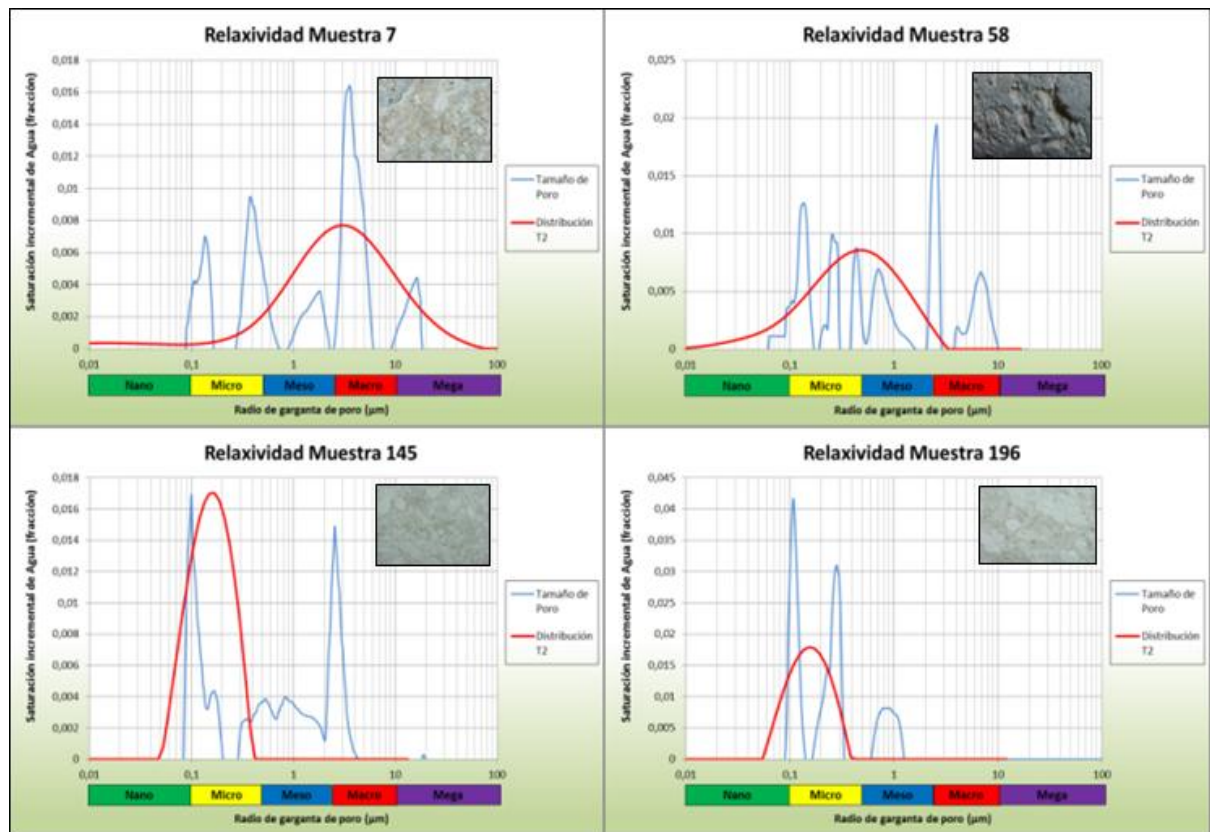 Relaxividad Muestra 7
Saturación incremental de Agua (fracción)
0,018
0,016
0,014
0,012
0,01
0,008
0,006
0,004
0,002
0
0,01 0,1 1 10 100
Nano Micro Meso Macro Mega
Radio de garganta de poro (µm)
Tamaño de
Poro
Distribución
T2
Relaxividad Muestra 58
Saturación incremental de Agua (fracción)
0,025
0,02
0,015
0,01
0,005
0
0,01 0,1 1 10 100
Nano Micro Meso Macro Mega
Radio de garganta de poro (µm)
Tamaño de
Poro
Distribución
T2
Relaxividad Muestra 145
Saturación incremental de Agua (fracción)
0,018
0,016
0,014
0,012
0,01
0,008
0,006
0,004
0,002
0
0,01 0,1 1 10 100
Nano Micro Meso Macro Mega
Radio de garganta de poro (µm)
Tamaño de
Poro
Distribución
T2
Relaxividad Muestra 196
Saturación incremental de Agua (fracción)
0,045
0,04
0,035
0,03
0,025
0,02
0,015
0,01
0,005
0
0,01 0,1 1 10 100
Nano Micro Meso Macro Mega
Radio de garganta de poro (µm)
Tamaño de
Poro
Distribución
T2